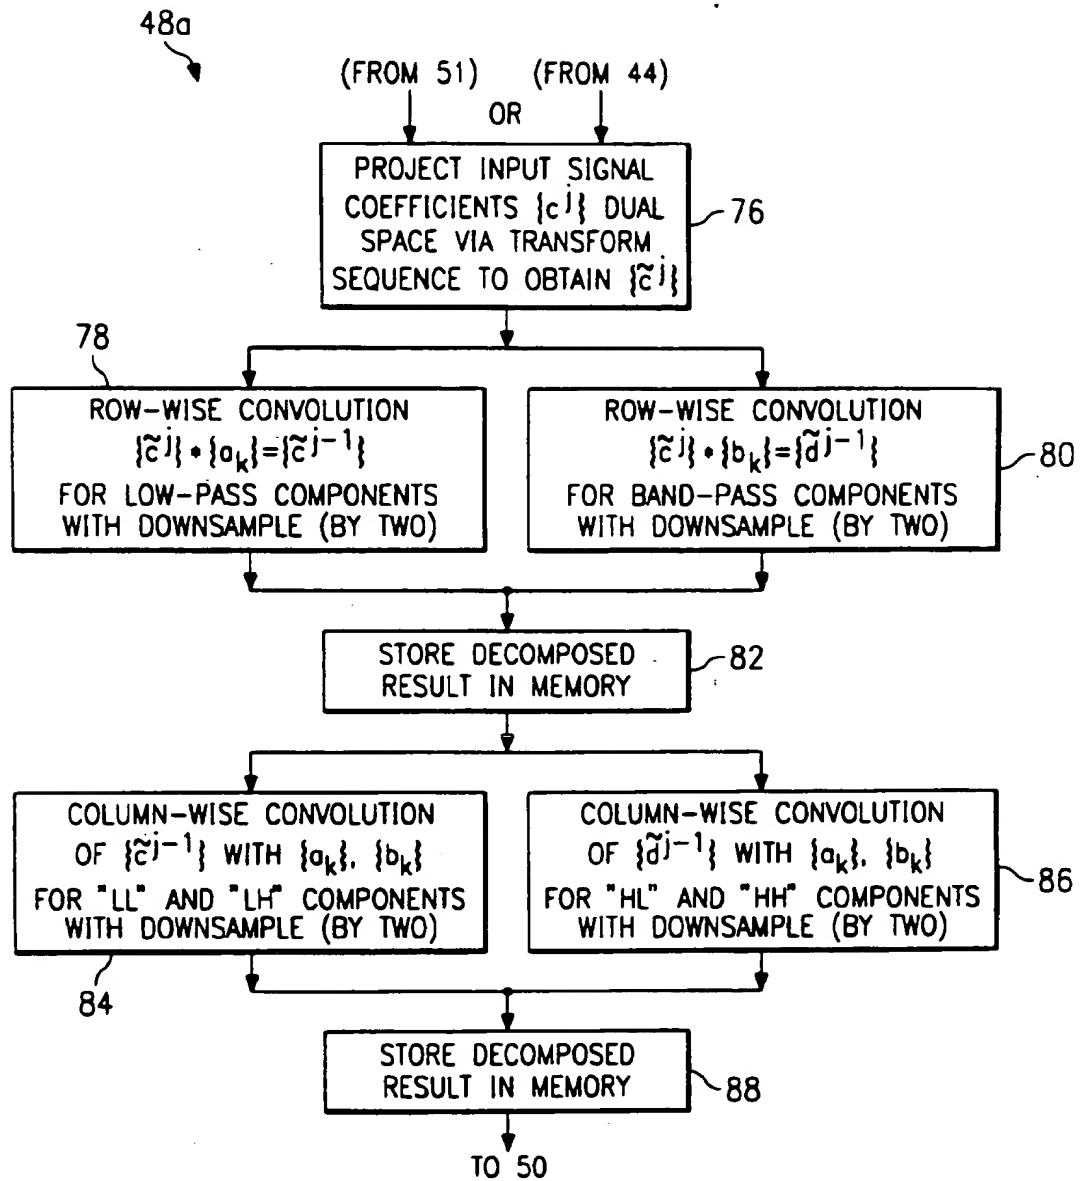 48a
(FROM 51) (FROM 44)
OR
PROJECT INPUT SIGNAL
COEFFICIENTS {c^j} DUAL
SPACE VIA TRANSFORM
SEQUENCE TO OBTAIN {c̃^j}
76
78
ROW-WISE CONVOLUTION
{c̃^j} * {a_k}={c̃^j-1}
FOR LOW-PASS COMPONENTS
WITH DOWNSAMPLE (BY TWO)
ROW-WISE CONVOLUTION
{c̃^j} * {b_k}={d̃^j-1}
FOR BAND-PASS COMPONENTS
WITH DOWNSAMPLE (BY TWO)
80
STORE DECOMPOSED
RESULT IN MEMORY
82
COLUMN-WISE CONVOLUTION
OF {c̃^j-1} WITH {a_k}, {b_k}
FOR "LL" AND "LH" COMPONENTS
WITH DOWNSAMPLE (BY TWO)
84
COLUMN-WISE CONVOLUTION
OF {d̃^j-1} WITH {a_k}, {b_k}
FOR "HL" AND "HH" COMPONENTS
WITH DOWNSAMPLE (BY TWO)
86
STORE DECOMPOSED
RESULT IN MEMORY
88
TO 50